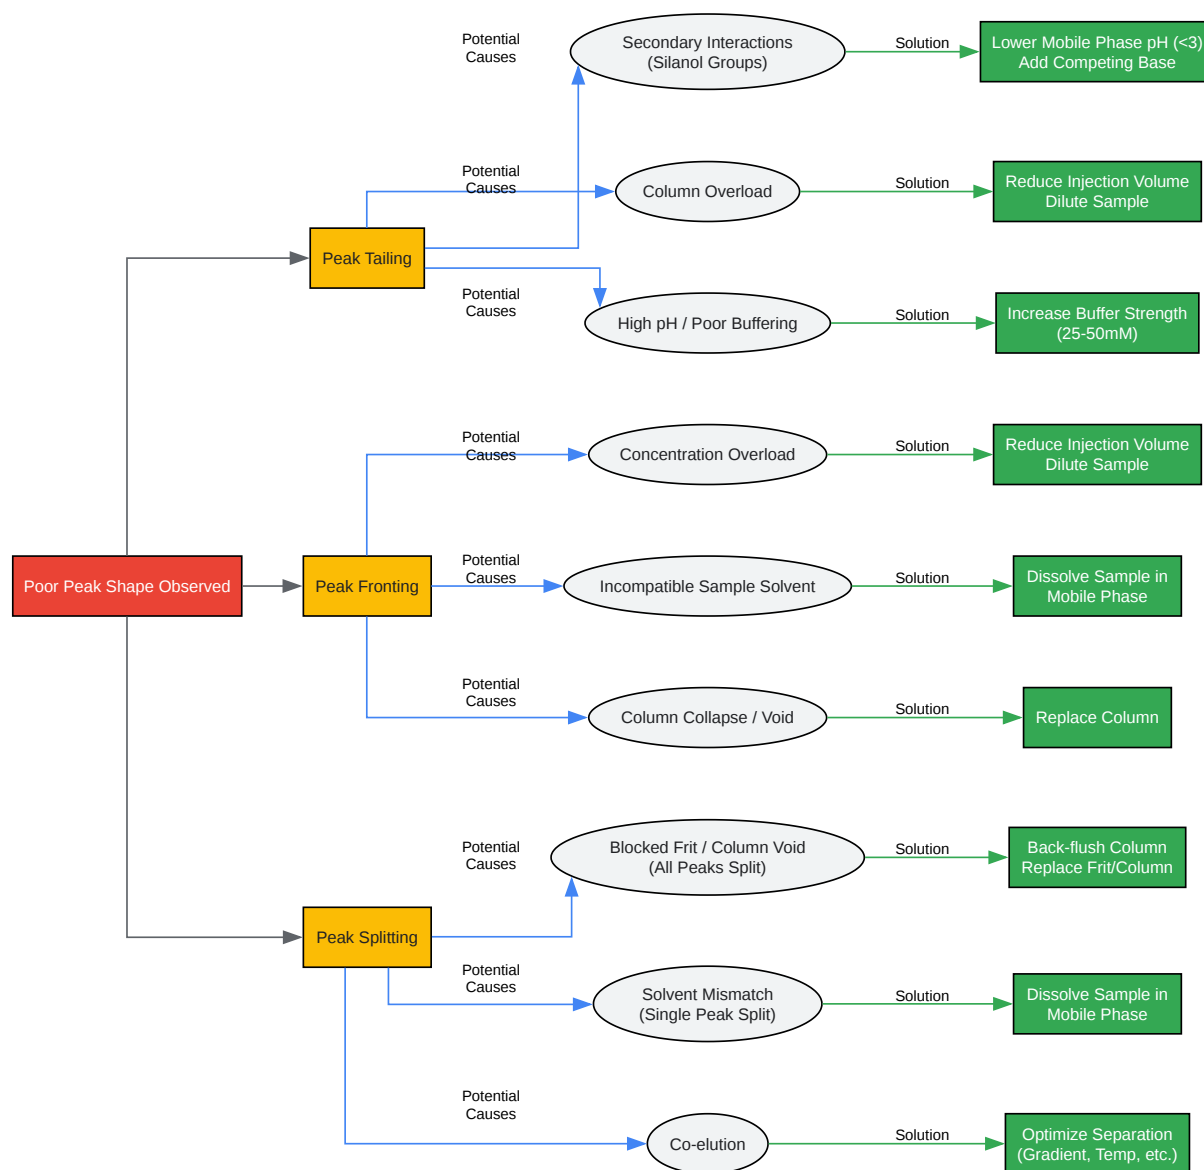 Potential
Causes
Secondary Interactions
(Silanol Groups)
Solution
Lower Mobile Phase pH (<3)
Add Competing Base
Potential
Causes
Column Overload
Solution
Reduce Injection Volume
Dilute Sample
Peak Tailing
Potential
Causes
High pH / Poor Buffering
Solution
Increase Buffer Strength
(25-50mM)
Potential
Causes
Concentration Overload
Solution
Reduce Injection Volume
Dilute Sample
Poor Peak Shape Observed
Peak Fronting
Potential
Causes
Incompatible Sample Solvent
Solution
Dissolve Sample in
Mobile Phase
Potential
Causes
Column Collapse / Void
Solution
Replace Column
Potential
Causes
Blocked Frit / Column Void
(All Peaks Split)
Solution
Back-flush Column
Replace Frit/Column
Peak Splitting
Potential
Causes
Solvent Mismatch
(Single Peak Split)
Solution
Dissolve Sample in
Mobile Phase
Potential
Causes
Co-elution
Solution
Optimize Separation
(Gradient, Temp, etc.)